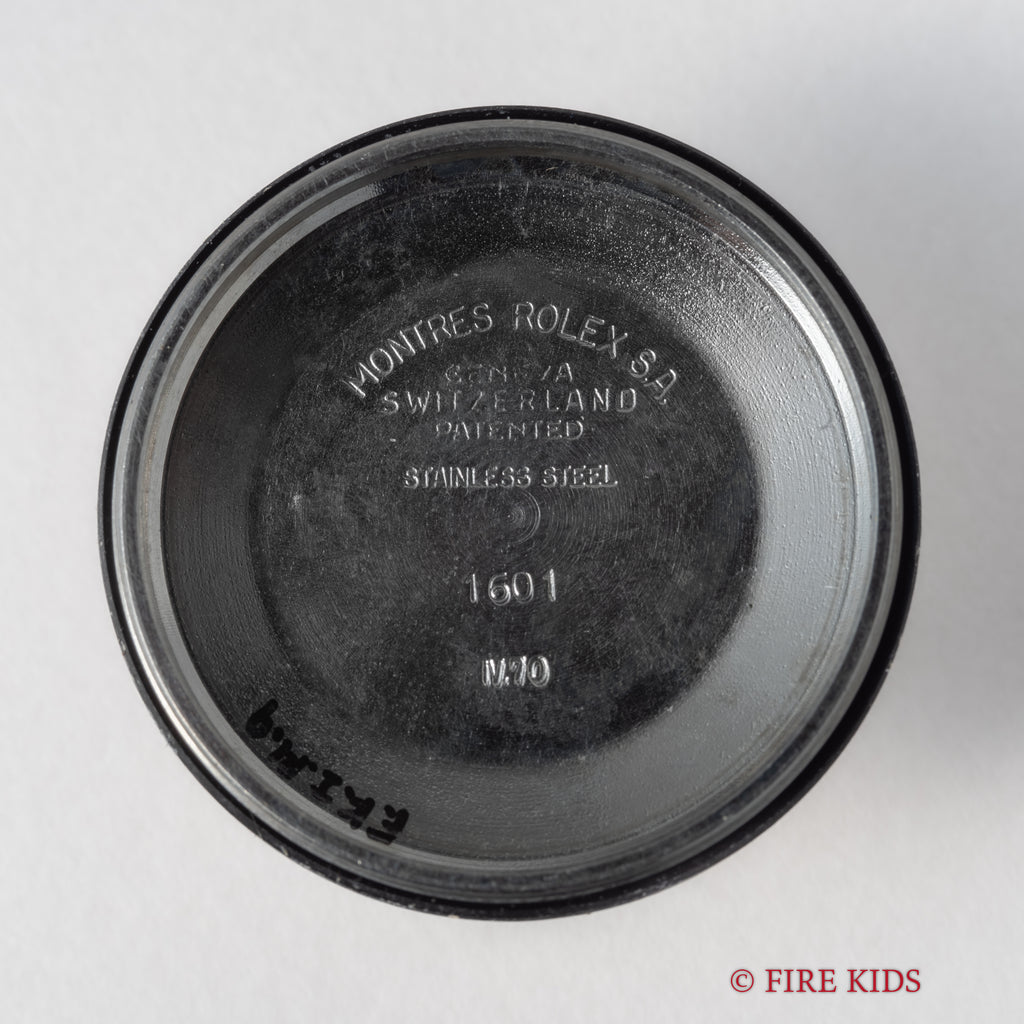 MONTRES ROLEX S.A.
GENEVA
SWITZERLAND
PATENTED
STAINLESS STEEL
1601
IV.70
© FIRE KIDS